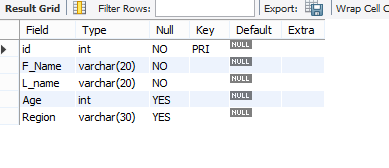 Result Grid Filter Rows: Export: Wrap Cell C
Field Type Null Key Default Extra
id int NO PRI NULL
F_Name varchar(20) NO NULL
L_name varchar(20) NO NULL
Age int YES NULL
Region varchar(30) YES NULL